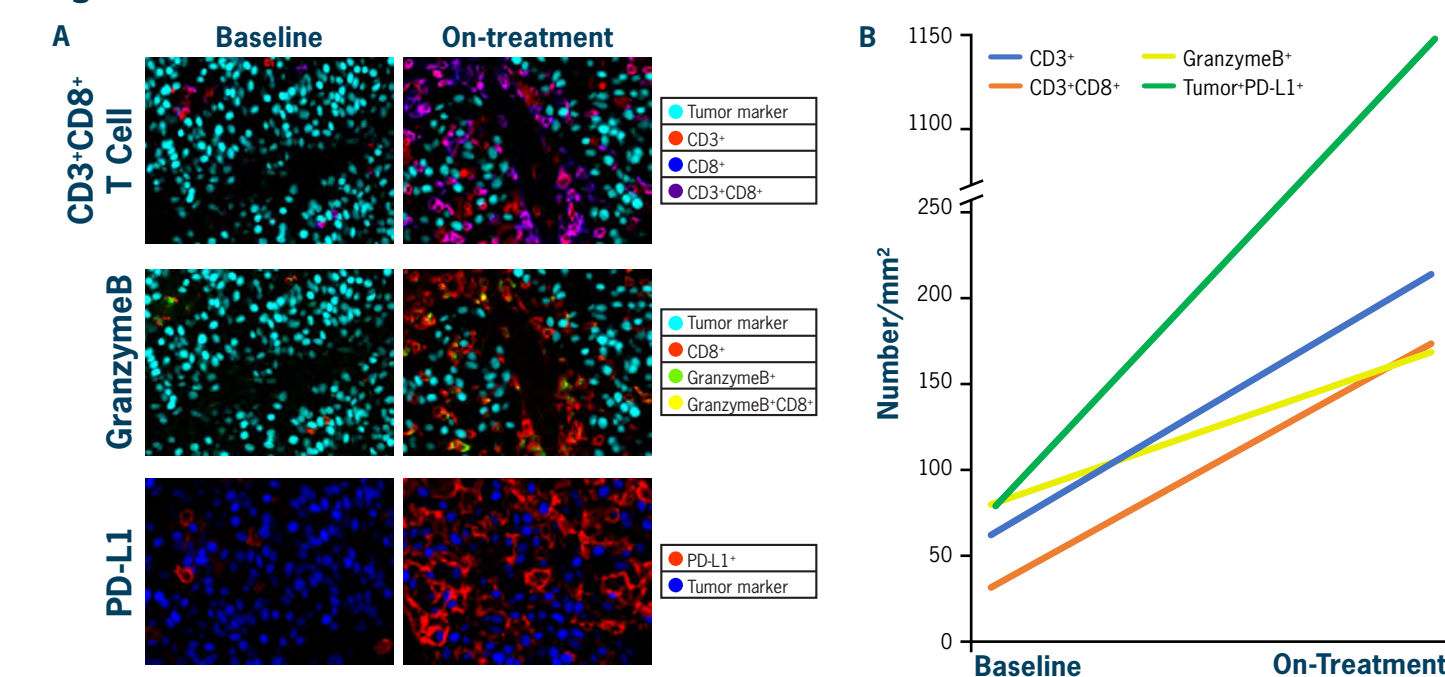 A
Baseline
On-treatment
CD3⁺CD8⁺
T Cell
Tumor marker
CD3⁺
CD8⁺
CD3⁺CD8⁺
GranzymeB
Tumor marker
CD8⁺
GranzymeB⁺
GranzymeB⁺CD8⁺
PD-L1
PD-L1⁺
Tumor marker
B
Number/mm²
1150
1100
250
200
150
100
50
0
CD3⁺
CD3⁺CD8⁺
GranzymeB⁺
Tumor⁺PD-L1⁺
Baseline
On-Treatment